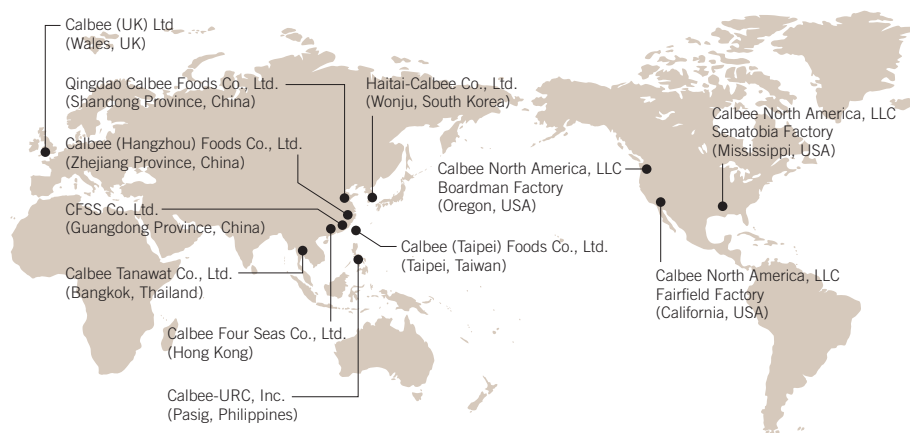 Calbee (UK) Ltd
(Wales, UK)
Qingdao Calbee Foods Co., Ltd.
(Shandong Province, China)
Haitai-Calbee Co., Ltd.
(Wonju, South Korea)
Calbee (Hangzhou) Foods Co., Ltd.
(Zhejiang Province, China)
CFSS Co. Ltd.
(Guangdong Province, China)
Calbee Tanawat Co., Ltd.
(Bangkok, Thailand)
Calbee (Taipei) Foods Co., Ltd.
(Taipei, Taiwan)
Calbee Four Seas Co., Ltd.
(Hong Kong)
Calbee-URC, Inc.
(Pasig, Philippines)
Calbee North America, LLC
Boardman Factory
(Oregon, USA)
Calbee North America, LLC
Senatobia Factory
(Mississippi, USA)
Calbee North America, LLC
Fairfield Factory
(California, USA)